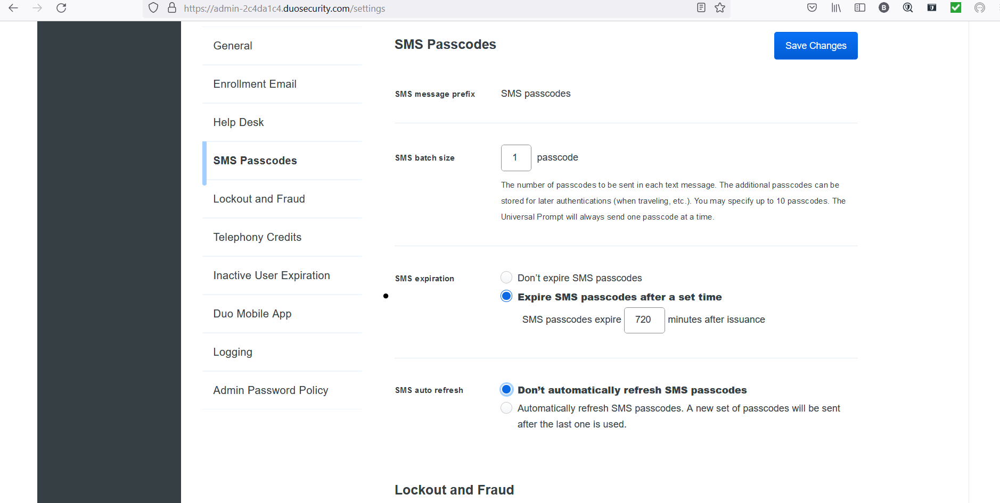 https://admin-2c4da1c4.duosecurity.com/settings
B
General
Enrollment Email
Help Desk
SMS Passcodes
Lockout and Fraud
Telephony Credits
Inactive User Expiration
Duo Mobile App
Logging
Admin Password Policy
SMS Passcodes
Save Changes
SMS message prefix SMS passcodes
SMS batch size 1 passcode
The number of passcodes to be sent in each text message. The additional passcodes can be
stored for later authentications (when traveling, etc.). You may specify up to 10 passcodes. The
Universal Prompt will always send one passcode at a time.
SMS expiration Don’t expire SMS passcodes
Expire SMS passcodes after a set time
SMS passcodes expire 720 minutes after issuance
SMS auto refresh Don’t automatically refresh SMS passcodes
Automatically refresh SMS passcodes. A new set of passcodes will be sent
after the last one is used.
Lockout and Fraud